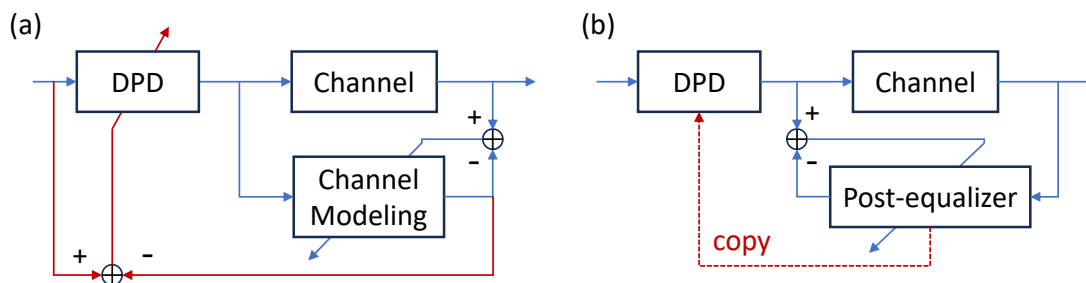 (a)
DPD
Channel
+
-
Channel
Modeling
+
-
(b)
DPD
Channel
+
-
Post-equalizer
copy